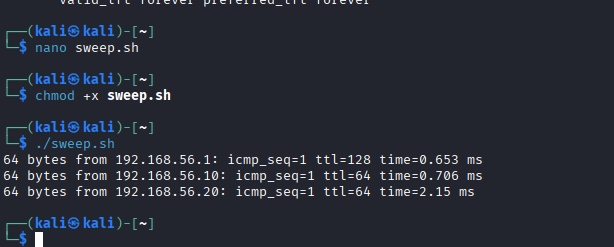 valid_lft forever preferred_lft forever
┌──(kali㉿kali)-[~]
└─$ nano sweep.sh
┌──(kali㉿kali)-[~]
└─$ chmod +x sweep.sh
┌──(kali㉿kali)-[~]
└─$ ./sweep.sh
64 bytes from 192.168.56.1: icmp_seq=1 ttl=128 time=0.653 ms
64 bytes from 192.168.56.10: icmp_seq=1 ttl=64 time=0.706 ms
64 bytes from 192.168.56.20: icmp_seq=1 ttl=64 time=2.15 ms
┌──(kali㉿kali)-[~]
└─$